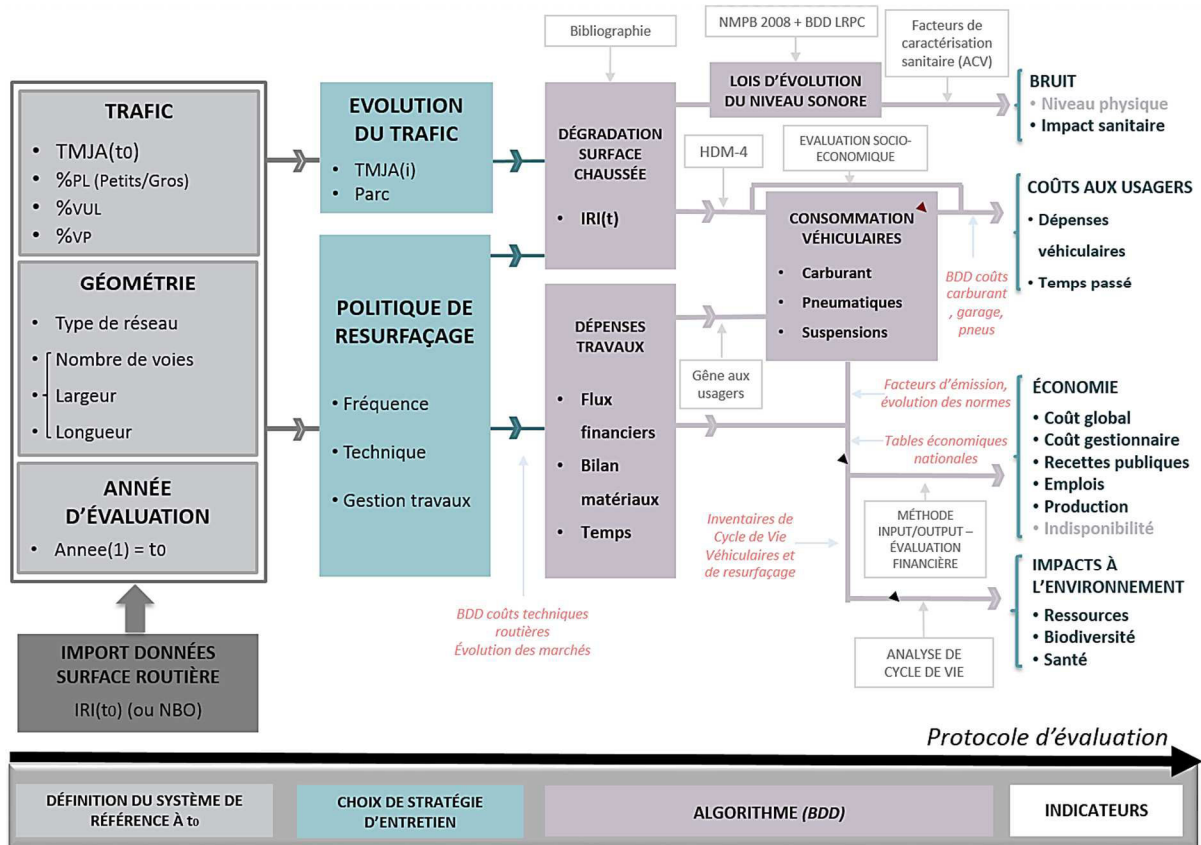 TRAFIC
• TMJA(t0)
• %PL (Petits/Gros)
• %VUL
• %VP
GÉOMÉTRIE
• Type de réseau
• Nombre de voies
• Largeur
• Longueur
ANNÉE
D'ÉVALUATION
• Annee(1) = t0
IMPORT DONNÉES
SURFACE ROUTIÈRE
IRI(t0) (ou NBO)
EVOLUTION
DU TRAFIC
• TMJA(i)
• Parc
POLITIQUE DE
RESURFAÇAGE
• Fréquence
• Technique
• Gestion travaux
Bibliographie
DÉGRADATION
SURFACE
CHAUSSÉE
• IRI(t)
DÉPENSES
TRAVAUX
• Flux
financiers
• Bilan
matériaux
• Temps
BDD coûts techniques
routières
Évolution des marchés
NMPB 2008 + BDD LRPC
LOIS D'ÉVOLUTION
DU NIVEAU SONORE
Facteurs de
caractérisation
sanitaire (ACV)
HDM-4
EVALUATION SOCIO-
ECONOMIQUE
CONSOMMATION
VÉHICULAIRES
• Carburant
• Pneumatiques
• Suspensions
Gêne aux
usagers
BDD coûts
carburant
, garage,
pneus
Facteurs d'émission,
évolution des normes
Tables économiques
nationales
Inventaires de
Cycle de Vie
Véhiculaires et
de resurfaçage
MÉTHODE
INPUT/OUTPUT –
ÉVALUATION
FINANCIÈRE
ANALYSE DE
CYCLE DE VIE
BRUIT
• Niveau physique
• Impact sanitaire
COÛTS AUX USAGERS
• Dépenses
véhiculaires
• Temps passé
ÉCONOMIE
• Coût global
• Coût gestionnaire
• Recettes publiques
• Emplois
• Production
• Indisponibilité
IMPACTS À
L'ENVIRONNEMENT
• Ressources
• Biodiversité
• Santé
Protocole d'évaluation
DÉFINITION DU SYSTÈME DE
RÉFÉRENCE À t0
CHOIX DE STRATÉGIE
D'ENTRETIEN
ALGORITHME (BDD)
INDICATEURS